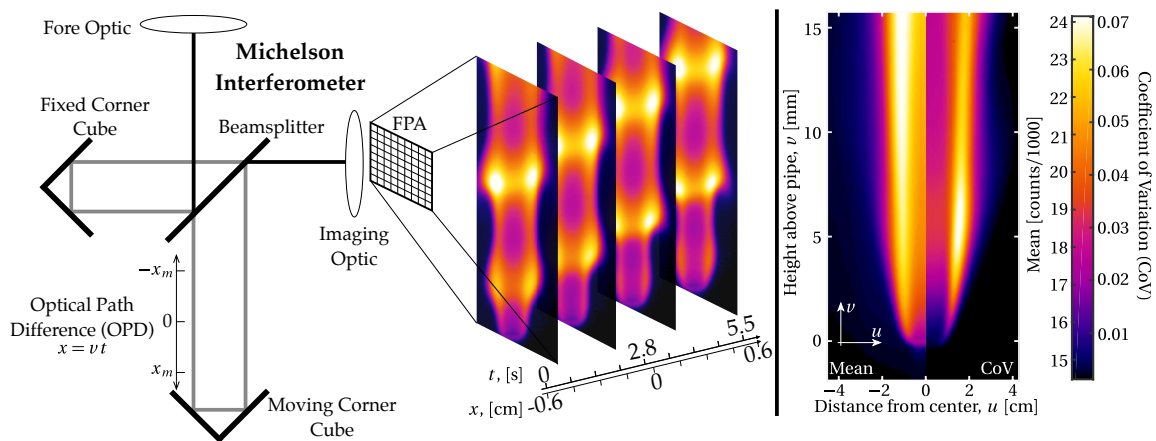 Fore Optic
Michelson
Interferometer
Fixed Corner
Cube
Beamsplitter
FPA
Imaging
Optic
−x_m
0
x_m
Optical Path
Difference (OPD)
x = v t
Moving Corner
Cube
t, [s]
0
2.8
5.5
x, [cm]
-0.6
0
0.6
Height above pipe, v [mm]
15
10
5
0
v
u
Mean
CoV
−4
−2
0
2
4
Distance from center, u [cm]
Mean [counts/1000]
24
23
22
21
20
19
18
17
16
15
0.07
0.06
0.05
0.04
0.03
0.02
0.01
Coefficient of Variation (CoV)